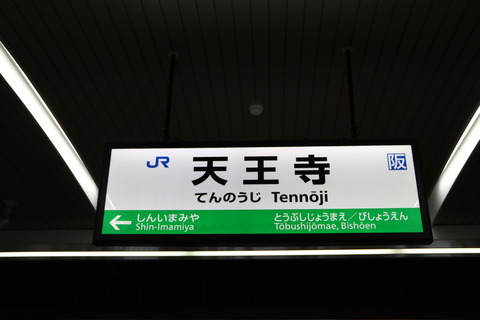 JR 天王寺 阪
てんのうじ Tennōji
← しんいまみや とうぶしじょうまえ/びしょうえん
Shin-Imamiya Tōbushijōmae, Bishōen